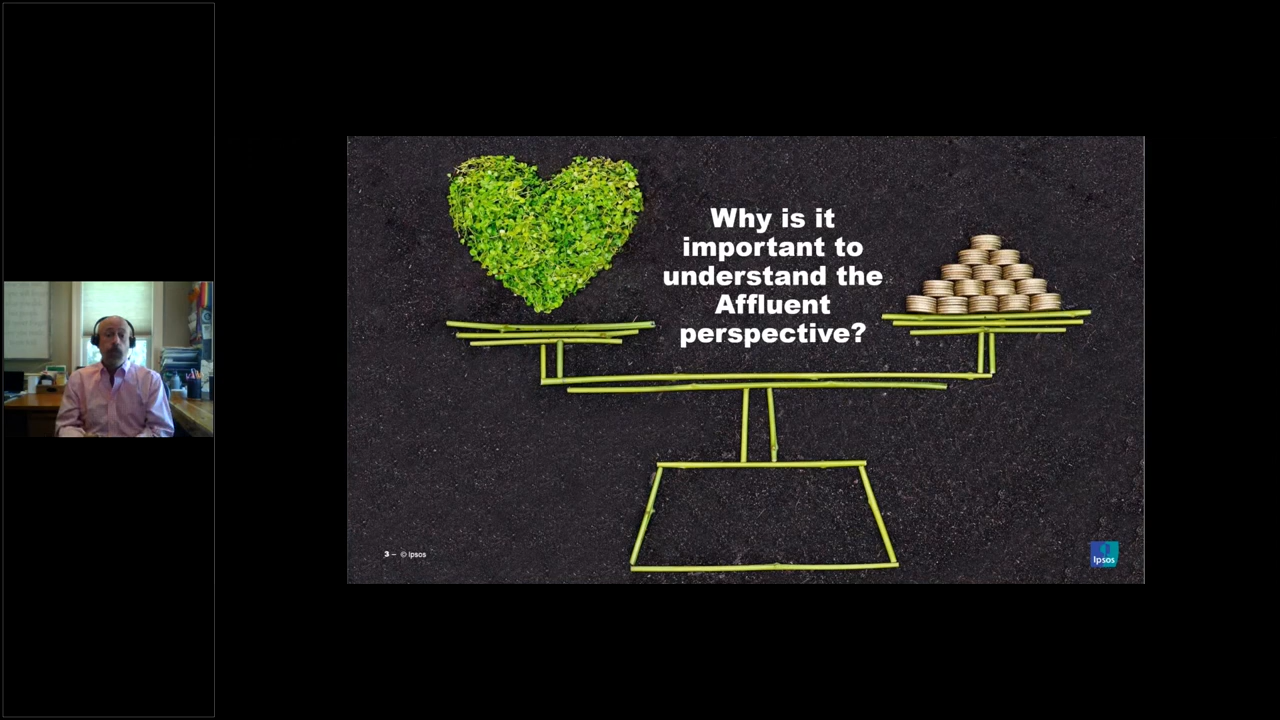 Why is it
important to
understand the
Affluent
perspective?
3 – © Ipsos
Ipsos